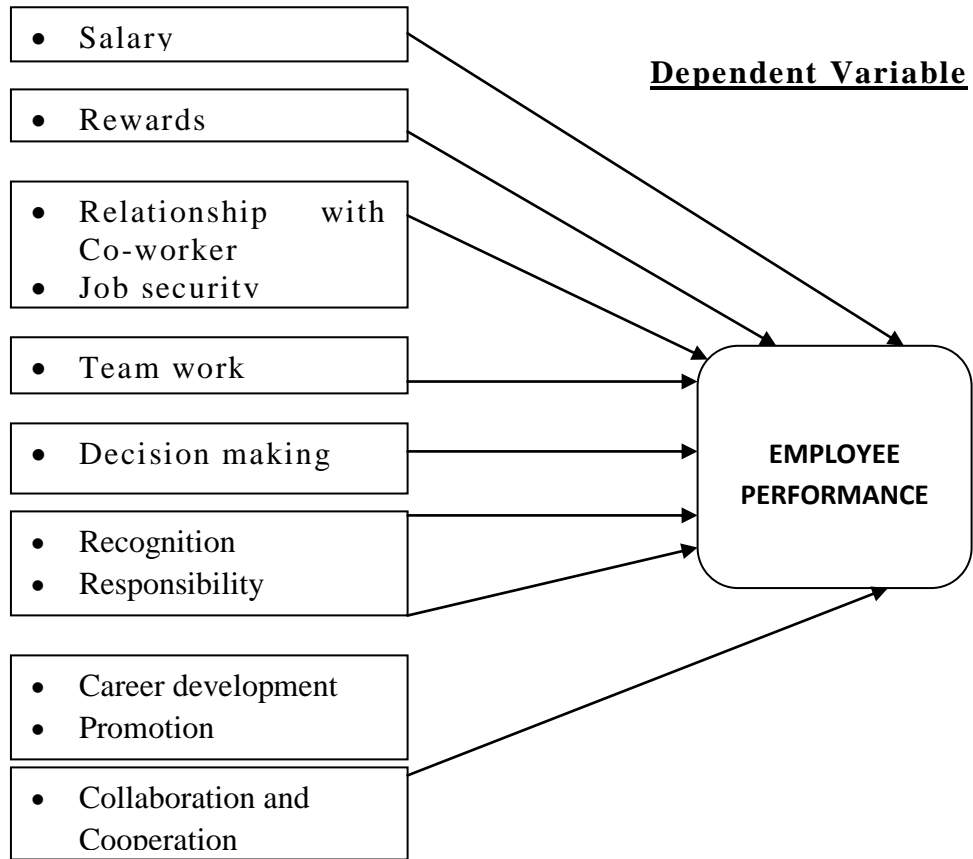 • Salary
Dependent Variable
• Rewards
• Relationship with
Co-worker
• Job security
• Team work
• Decision making
EMPLOYEE
PERFORMANCE
• Recognition
• Responsibility
• Career development
• Promotion
• Collaboration and
Cooperation